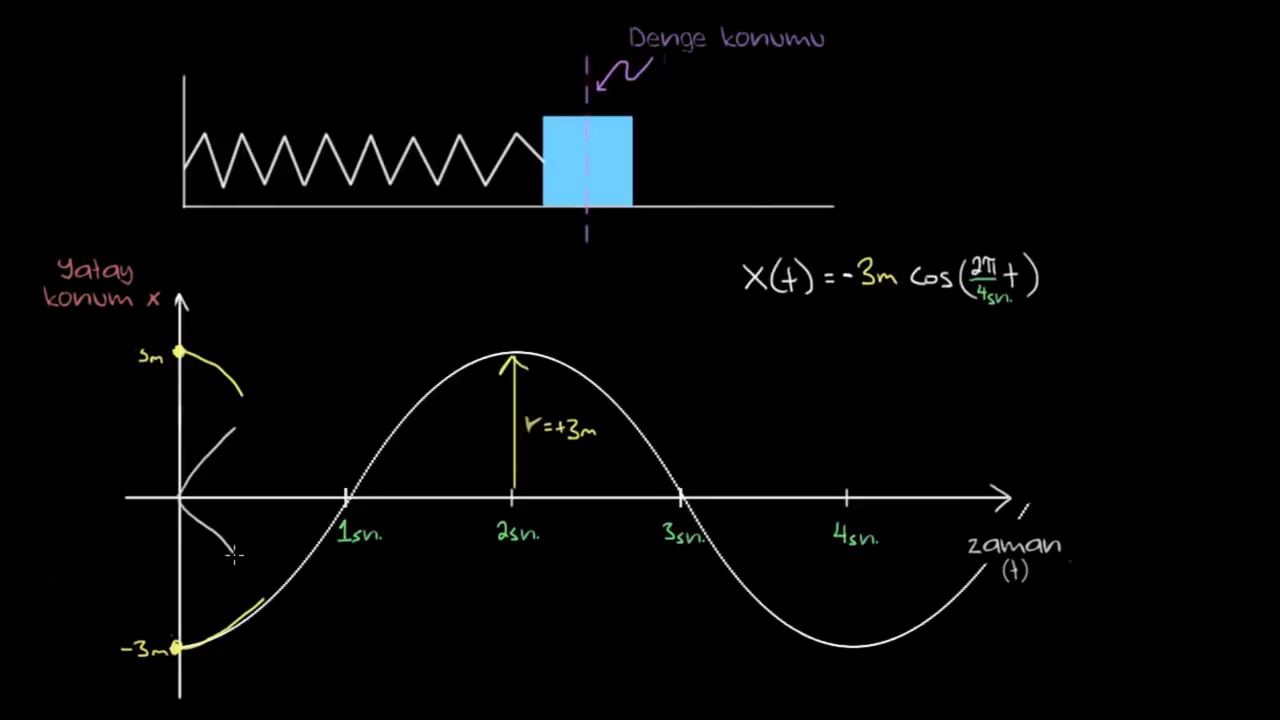 Denge konumu
Yatay
konum x
x(t) = -3m cos(2π/4sn. t)
3m
r=+3m
1sn.
2sn.
3sn.
4sn.
zaman
(t)
-3m